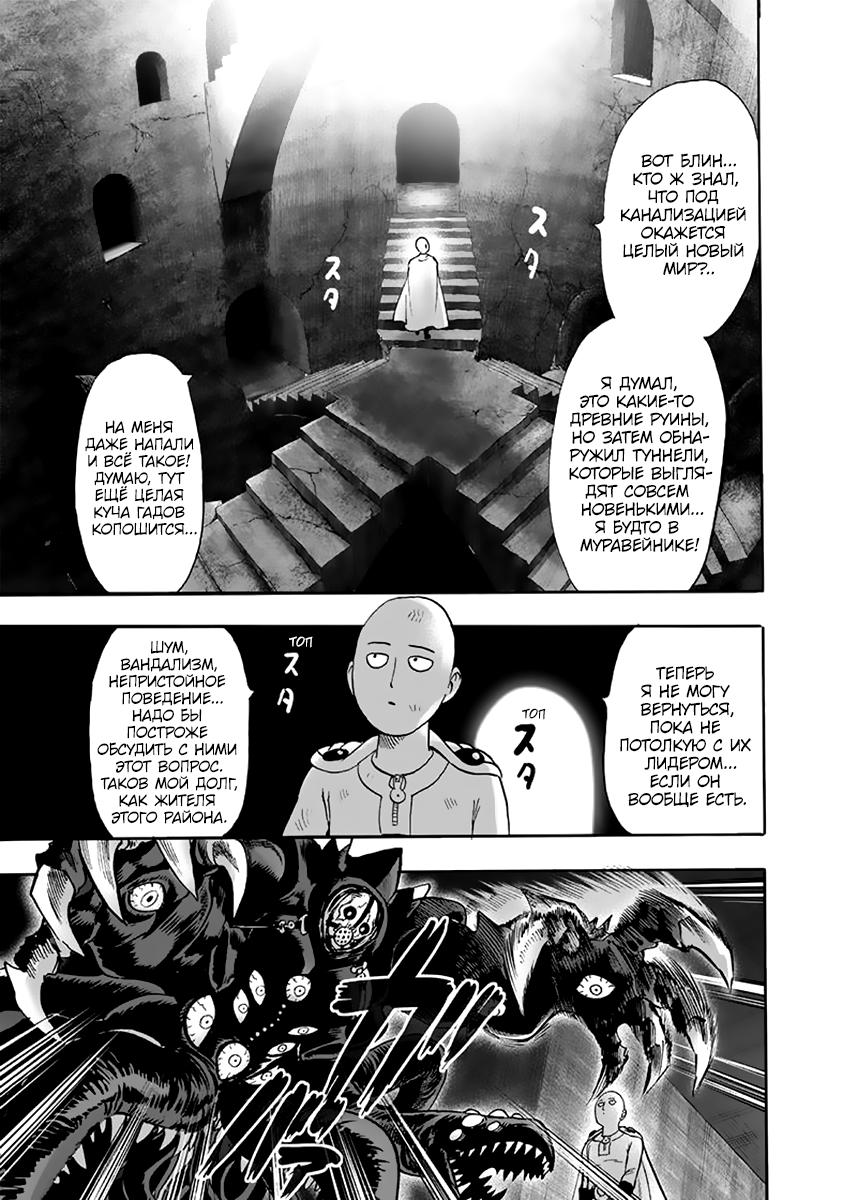 ВОТ БЛИН...
КТО Ж ЗНАЛ,
ЧТО ПОД
КАНАЛИЗАЦИЕЙ
ОКАЖЕТСЯ
ЦЕЛЫЙ НОВЫЙ
МИР?..
スタ
スタ
Я ДУМАЛ,
ЭТО КАКИЕ-ТО
ДРЕВНИЕ РУИНЫ,
НО ЗАТЕМ ОБНА-
РУЖИЛ ТУННЕЛИ,
КОТОРЫЕ ВЫГЛЯ-
ДЯТ СОВСЕМ
НОВЕНЬКИМИ...
Я БУДТО В
МУРАВЕЙНИКЕ!
НА МЕНЯ
ДАЖЕ НАПАЛИ
И ВСЁ ТАКОЕ!
ДУМАЮ, ТУТ
ЕЩЁ ЦЕЛАЯ
КУЧА ГАДОВ
КОПОШИТСЯ...
ТЕПЕРЬ
Я НЕ МОГУ
ВЕРНУТЬСЯ,
ПОКА НЕ
ПОТОЛКУЮ С ИХ
ЛИДЕРОМ...
ЕСЛИ ОН
ВООБЩЕ ЕСТЬ.
ТОП
スタ
ТОП
スタ
ШУМ,
ВАНДАЛИЗМ,
НЕПРИСТОЙНОЕ
ПОВЕДЕНИЕ...
НАДО БЫ
ПОСТРОЖЕ
ОБСУДИТЬ С НИМИ
ЭТОТ ВОПРОС.
ТАКОВ МОЙ ДОЛГ,
КАК ЖИТЕЛЯ
ЭТОГО РАЙОНА.